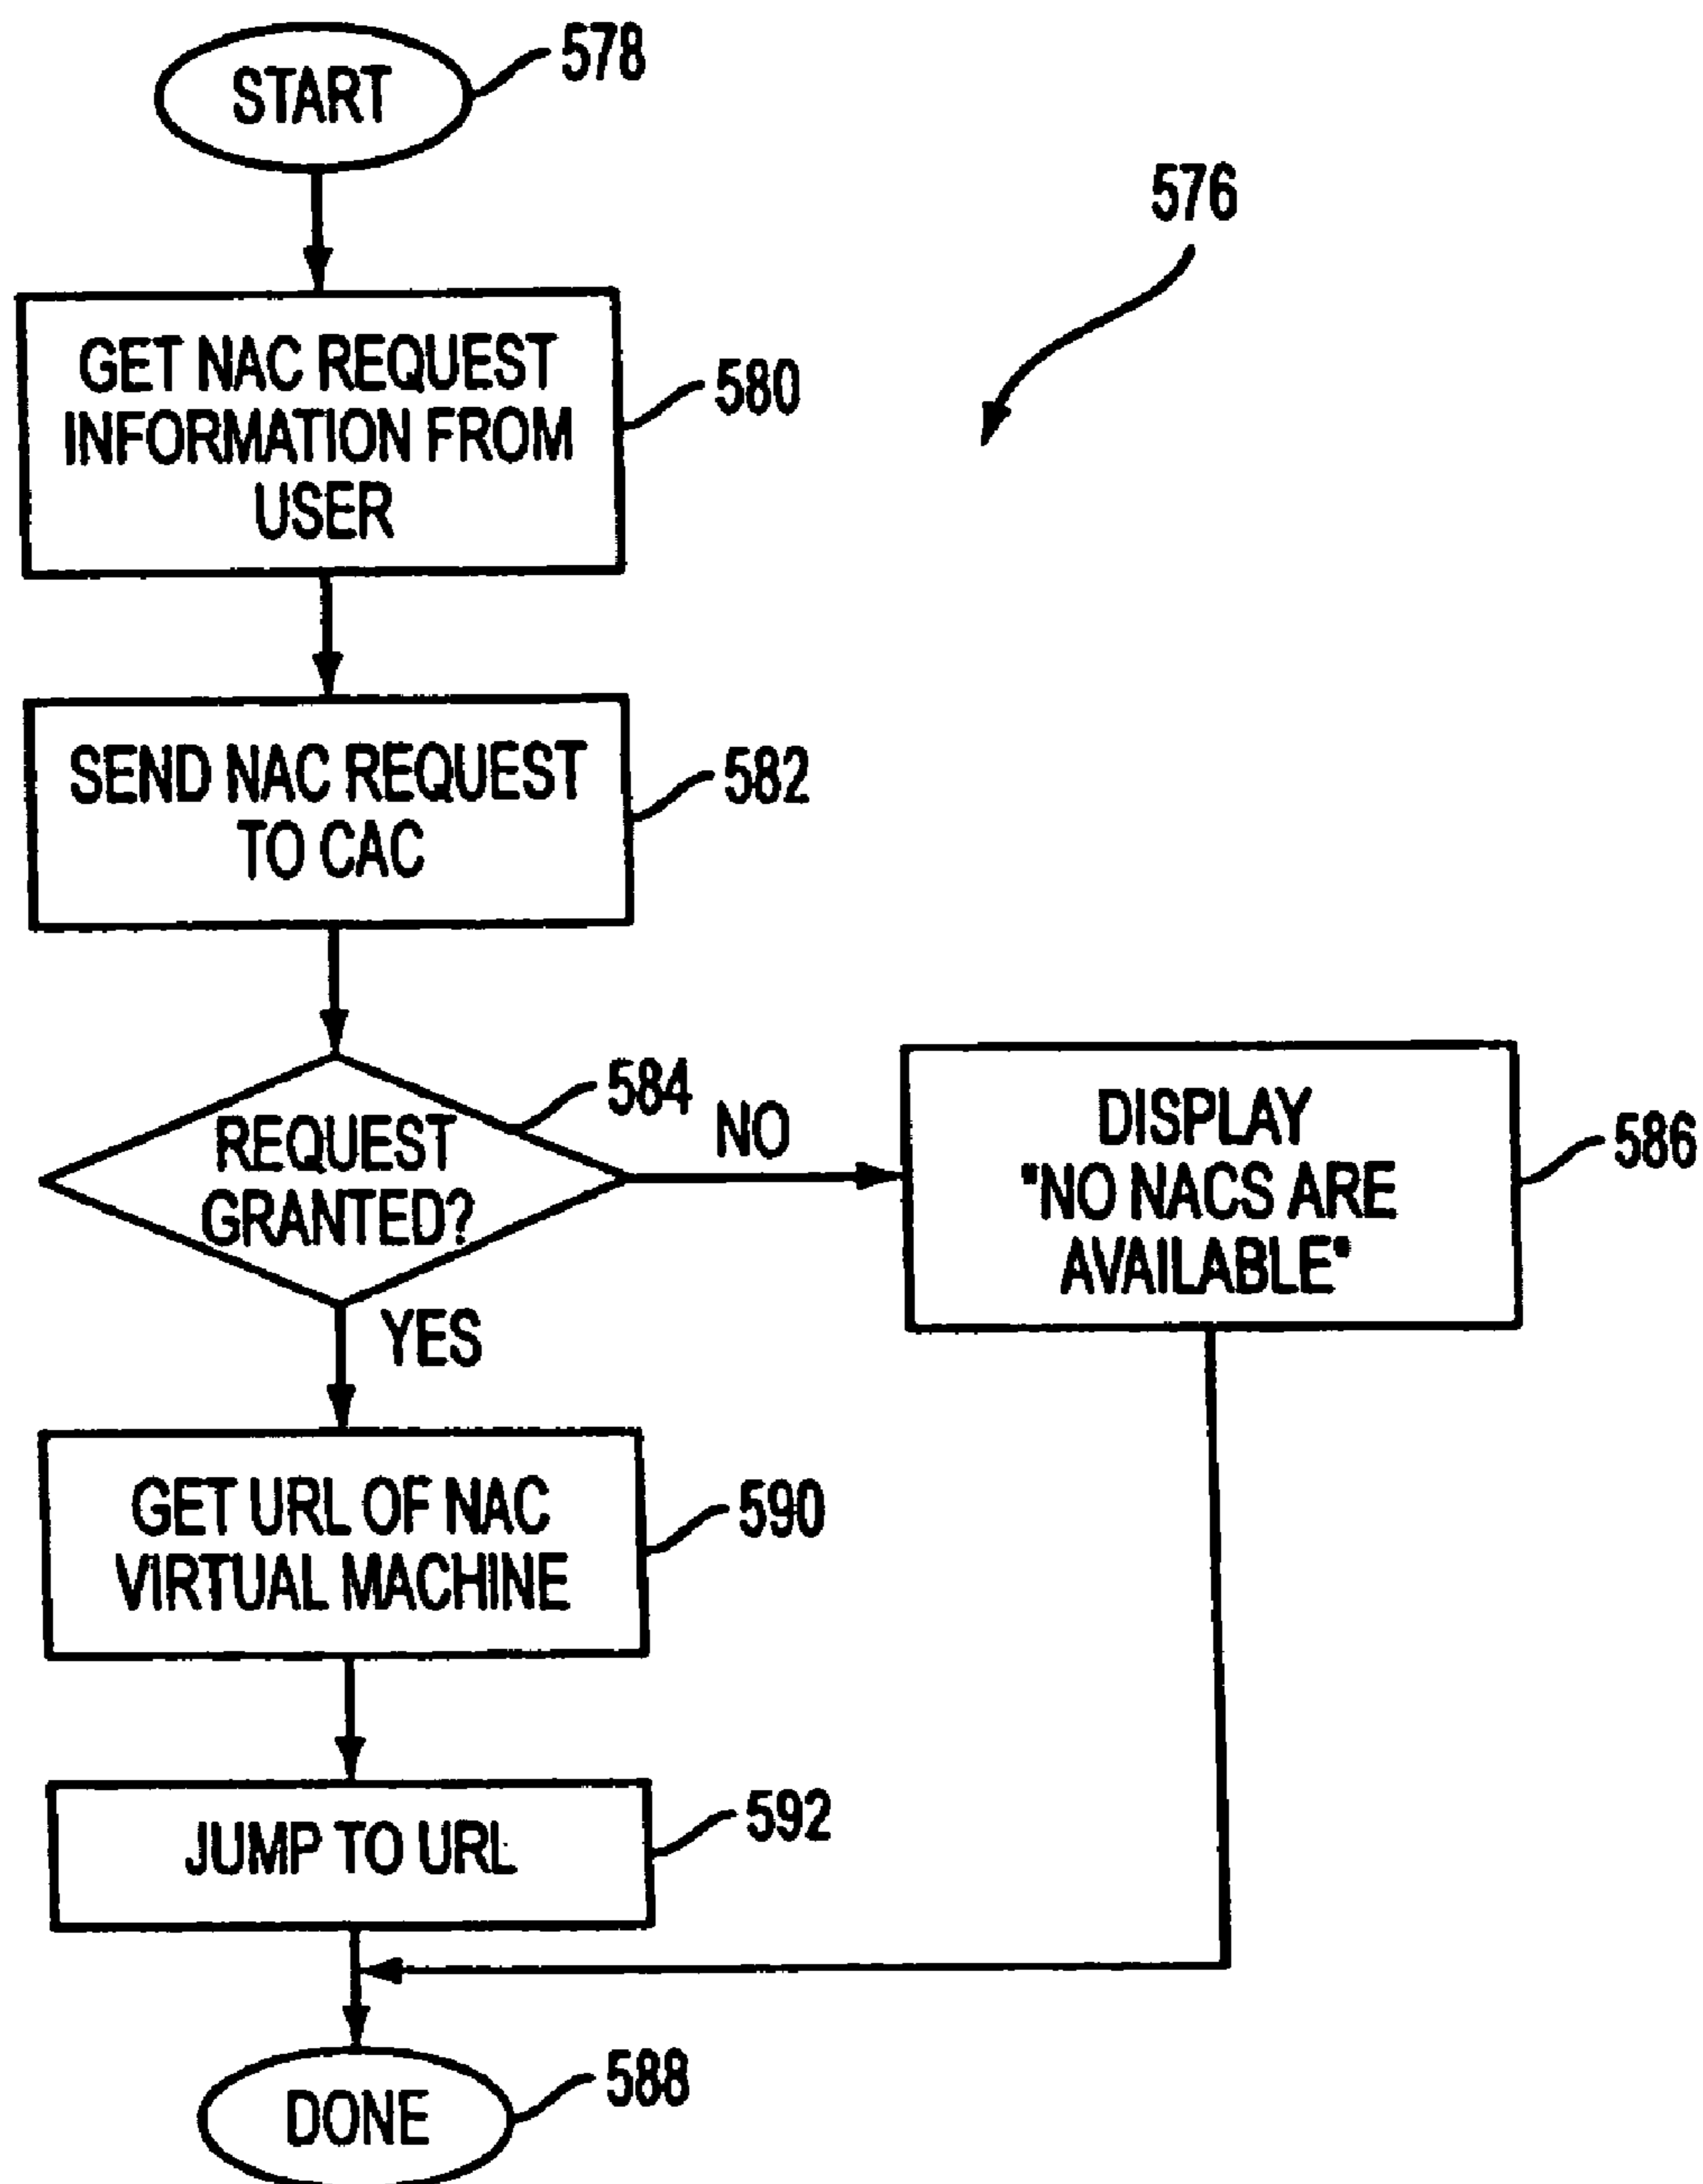 START
578
576
GET NAC REQUEST
INFORMATION FROM
USER
580
SEND NAC REQUEST
TO CAC
582
REQUEST
GRANTED?
584
NO
DISPLAY
"NO NACS ARE
AVAILABLE"
586
YES
GET URL OF NAC
VIRTUAL MACHINE
590
JUMP TO URL
592
DONE
588